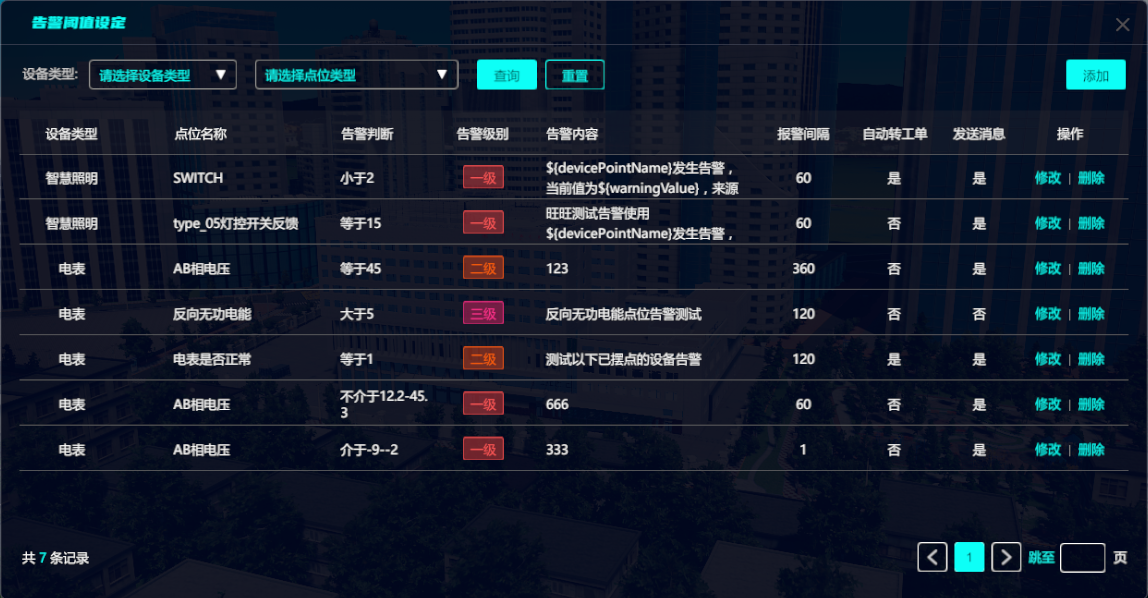 告警阈值设定
设备类型: 请选择设备类型 请选择点位类型 查询 重置 添加
设备类型 点位名称 告警判断 告警级别 告警内容 报警间隔 自动转工单 发送消息 操作
智慧照明 SWITCH 小于2 一级 ${devicePointName}发生告警，
当前值为${warningValue}，来源 60 是 是 修改 | 删除
智慧照明 type_05灯控开关反馈 等于15 一级 旺旺测试告警使用
${devicePointName}发生告警， 60 否 是 修改 | 删除
电表 AB相电压 等于45 二级 123 360 否 是 修改 | 删除
电表 反向无功电能 大于5 三级 反向无功电能点位告警测试 120 否 否 修改 | 删除
电表 电表是否正常 等于1 二级 测试以下已摆点的设备告警 120 是 是 修改 | 删除
电表 AB相电压 不介于12.2-45.
3 一级 666 60 否 是 修改 | 删除
电表 AB相电压 介于-9--2 一级 333 1 否 是 修改 | 删除
共 7 条记录 1 跳至 页